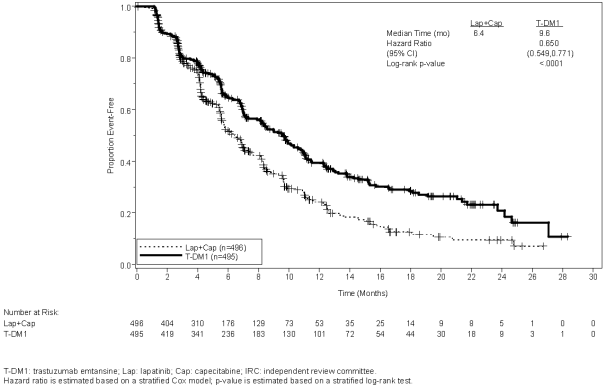 Lap+Cap T-DM1
Median Time (mo) 6.4 9.6
Hazard Ratio 0.650
(95% CI) (0.549,0.771)
Log-rank p-value <.0001
Proportion Event-Free
1.0
0.8
0.6
0.4
0.2
0.0
Lap+Cap (n=496)
T-DM1 (n=495)
0 2 4 6 8 10 12 14 16 18 20 22 24 26 28 30
Time (Months)
Number at Risk:
Lap+Cap 496 404 310 176 129 73 53 35 25 14 9 8 5 1 0 0
T-DM1 495 419 341 236 183 130 101 72 54 44 30 18 9 3 1 0
T-DM1: trastuzumab emtansine; Lap: lapatinib; Cap: capecitabine; IRC: independent review committee.
Hazard ratio is estimated based on a stratified Cox model; p-value is estimated based on a stratified log-rank test.